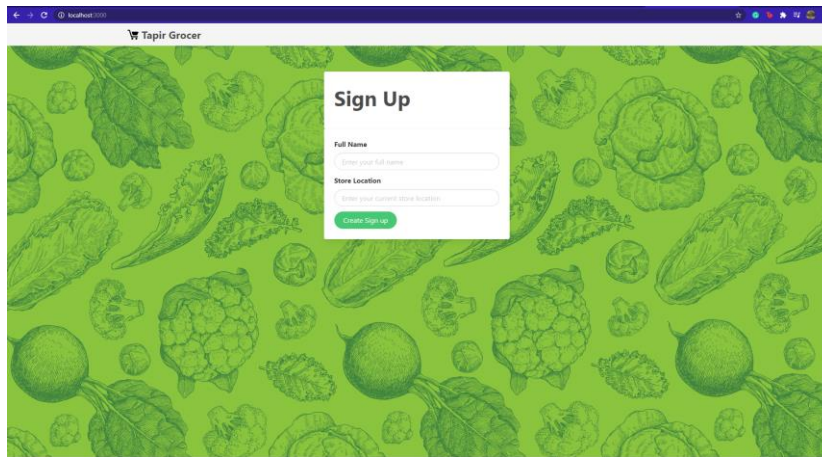 localhost:3000
Tapir Grocer
Sign Up
Full Name
Enter your full name
Store Location
Enter your current store location
Create Sign up